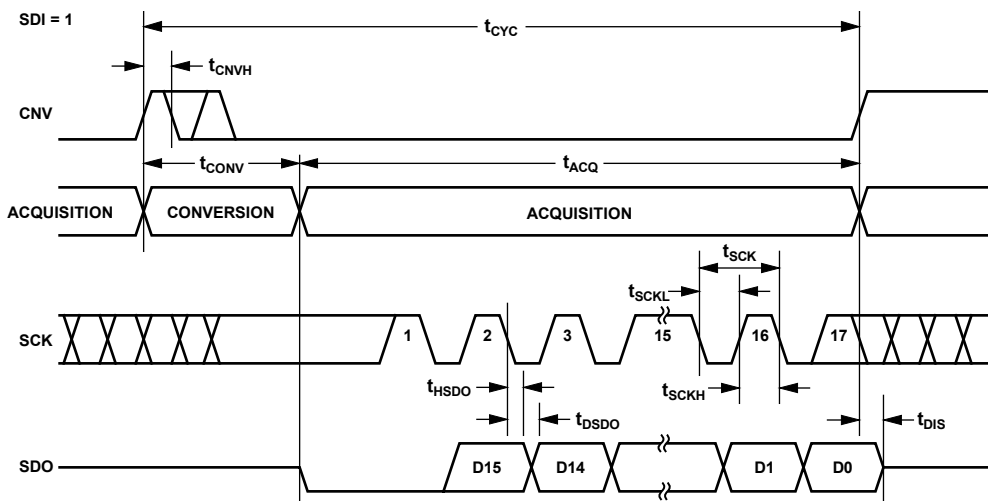 SDI = 1
tCYC
tCNVH
CNV
tCONV
tACQ
ACQUISITION
CONVERSION
ACQUISITION
tSCK
tSCKL
SCK
1
2
3
15
16
17
tHSDO
tSCKH
tDSDO
tDIS
SDO
D15
D14
D1
D0